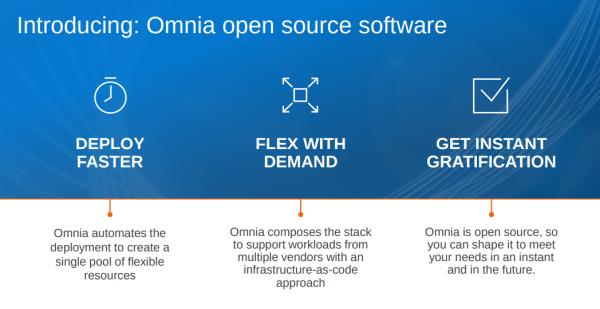 Introducing: Omnia open source software
DEPLOY
FASTER
FLEX WITH
DEMAND
GET INSTANT
GRATIFICATION
Omnia automates the
deployment to create a
single pool of flexible
resources
Omnia composes the stack
to support workloads from
multiple vendors with an
infrastructure-as-code
approach
Omnia is open source, so
you can shape it to meet
your needs in an instant
and in the future.